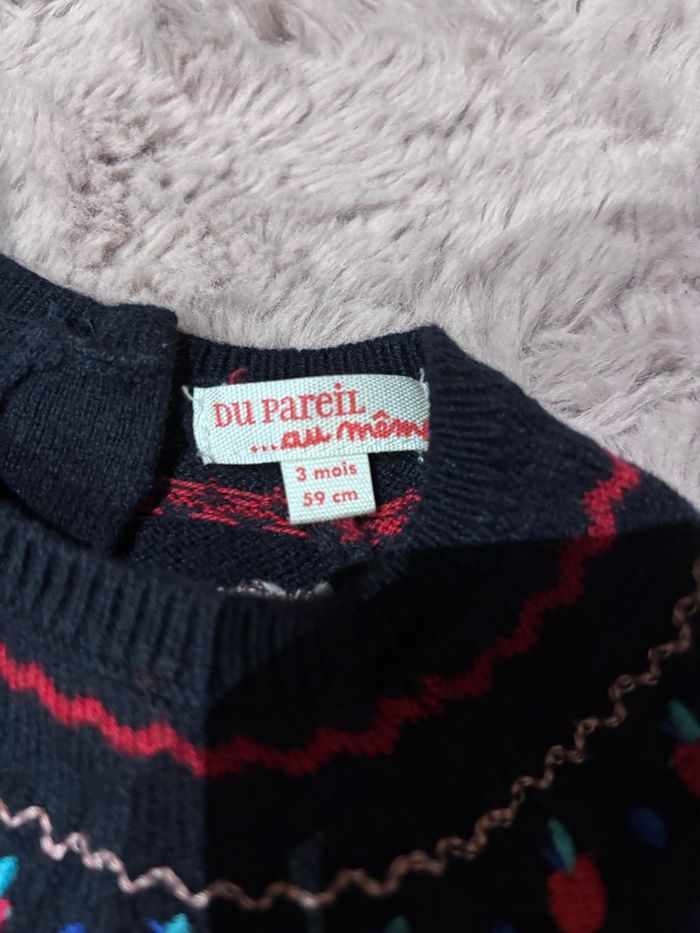 DU PAREIL
...au même
3 mois
59 cm